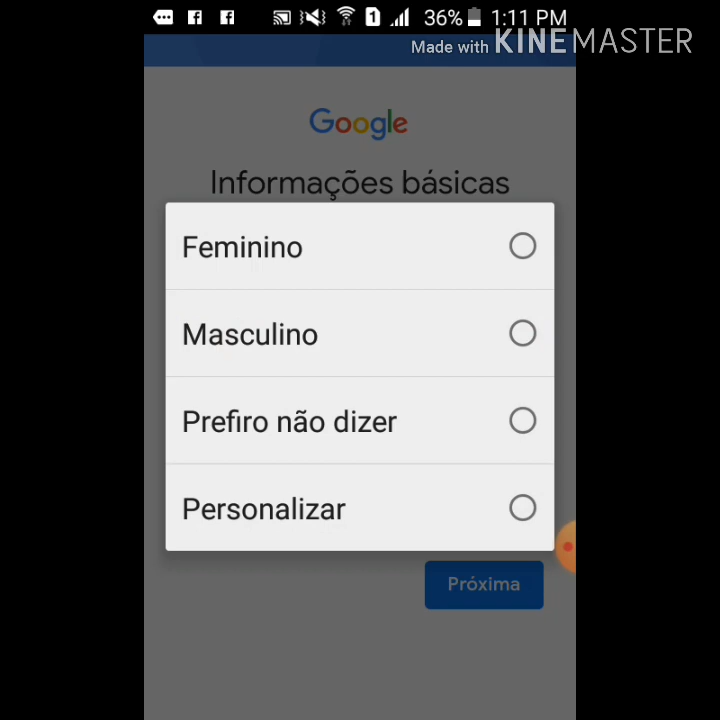 36% 1:11 PM
Made with KINEMASTER
Google
Informações básicas
Feminino
Masculino
Prefiro não dizer
Personalizar
Próxima